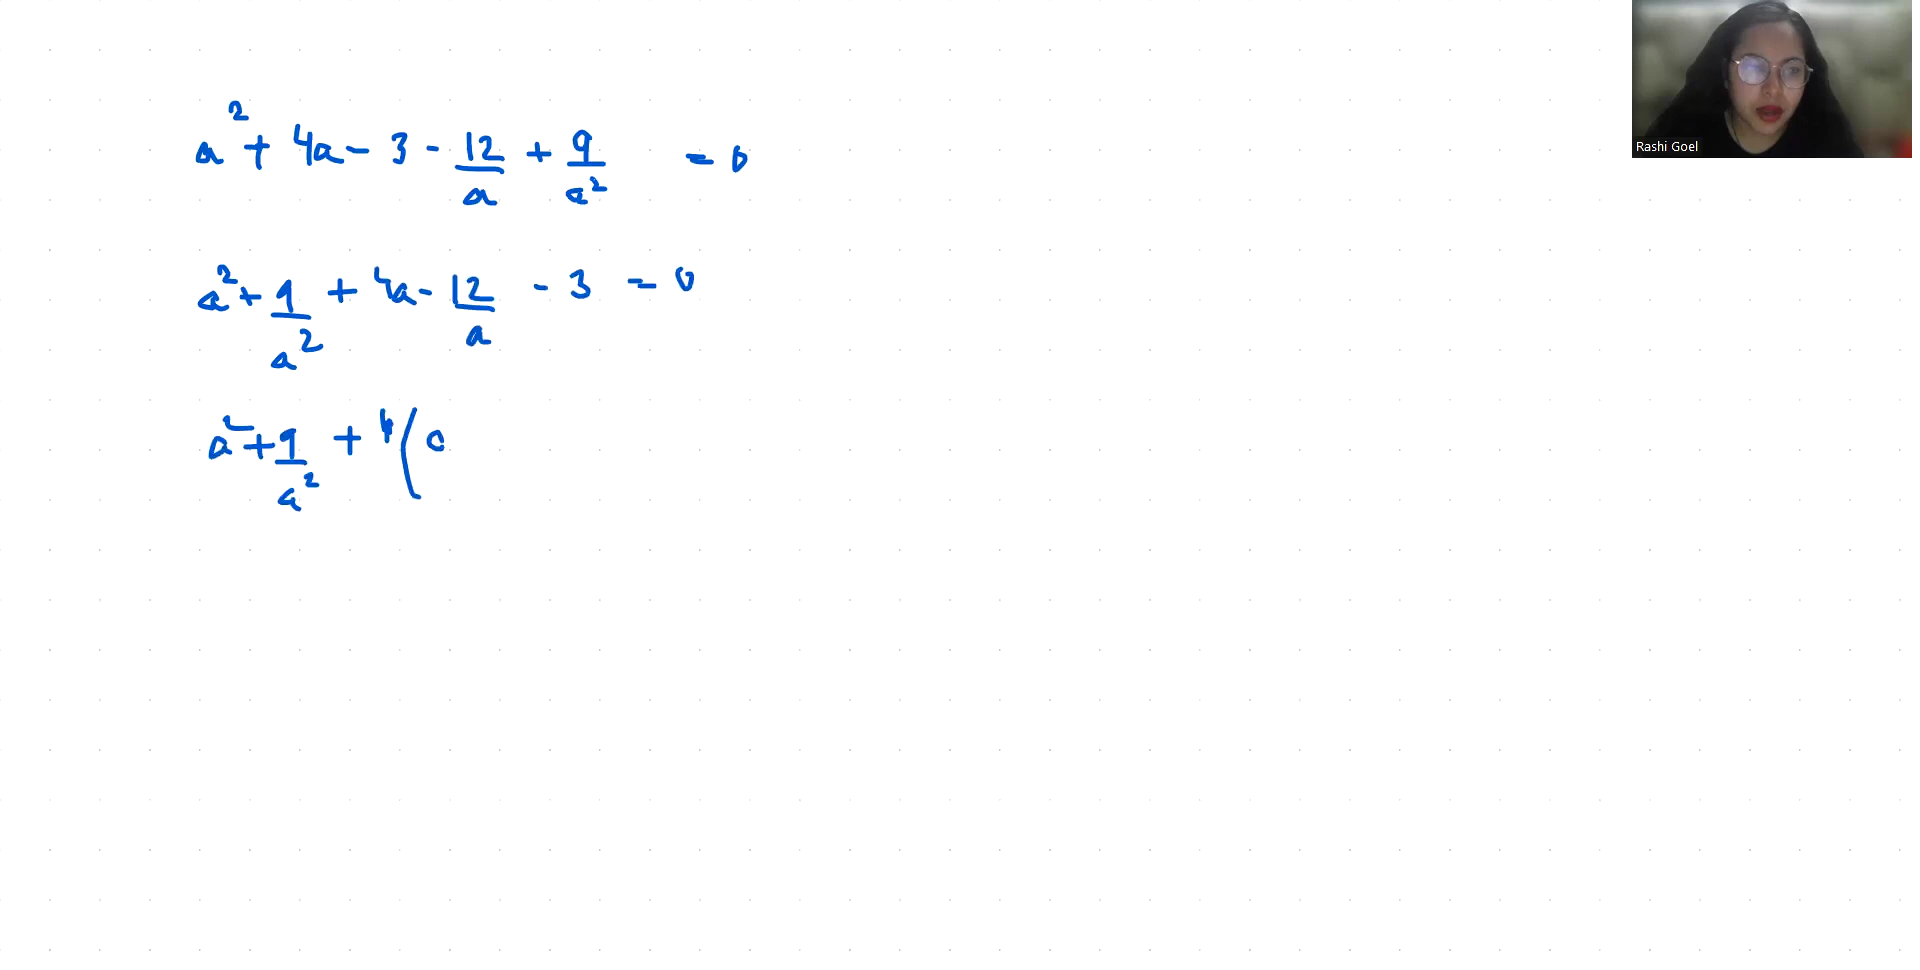 a² + 4a - 3 - 12/a + 9/a² = 0
Rashi Goel
a² + 9/a² + 4a - 12/a - 3 = 0
a² + 9/a² + 4(a